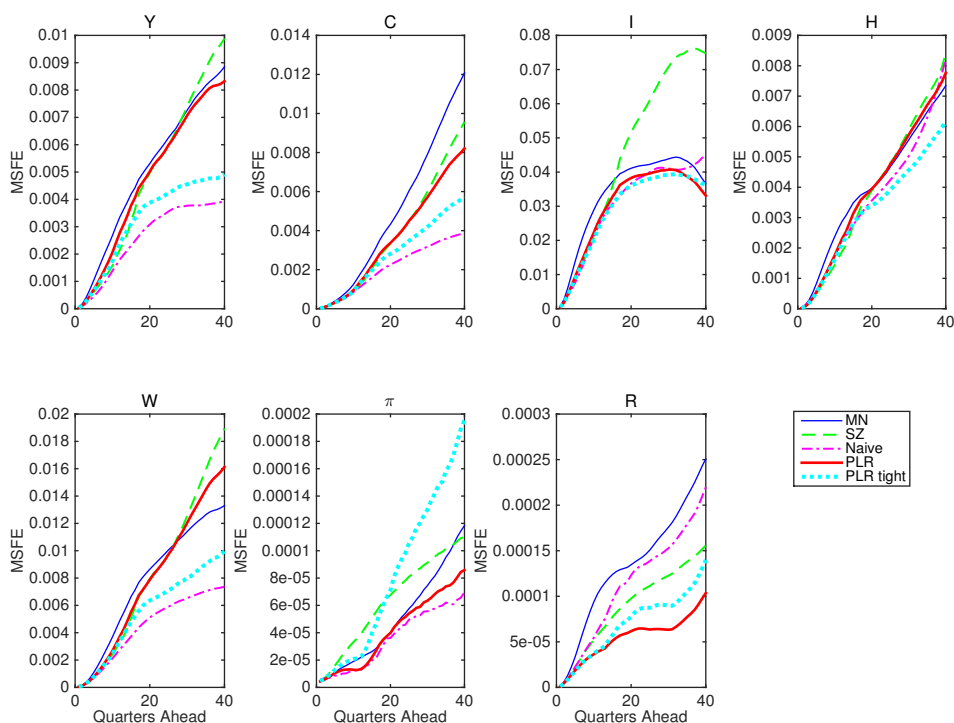 Y
C
I
H
0.01
0.009
0.008
0.007
0.006
0.005
0.004
0.003
0.002
0.001
0
MSFE
0 20 40
0.014
0.012
0.01
0.008
0.006
0.004
0.002
0
MSFE
0 20 40
0.08
0.07
0.06
0.05
0.04
0.03
0.02
0.01
0
MSFE
0 20 40
0.009
0.008
0.007
0.006
0.005
0.004
0.003
0.002
0.001
0
MSFE
0 20 40
W
π
R
0.02
0.018
0.016
0.014
0.012
0.01
0.008
0.006
0.004
0.002
0
MSFE
0 20 40
Quarters Ahead
0.0002
0.00018
0.00016
0.00014
0.00012
0.0001
8e-05
6e-05
4e-05
2e-05
0
MSFE
0 20 40
Quarters Ahead
0.0003
0.00025
0.0002
0.00015
0.0001
5e-05
0
MSFE
0 20 40
Quarters Ahead
MN
SZ
Naive
PLR
PLR tight